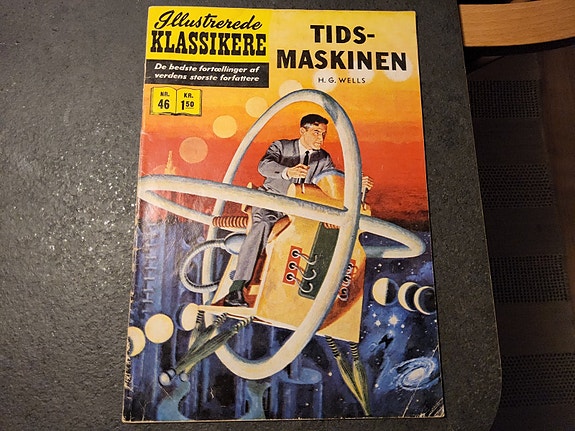 Illustrerede
KLASSIKERE
De bedste fortællinger af
verdens største forfattere
NR.
46
KR.
1.50
TIDS-
MASKINEN
H. G. WELLS